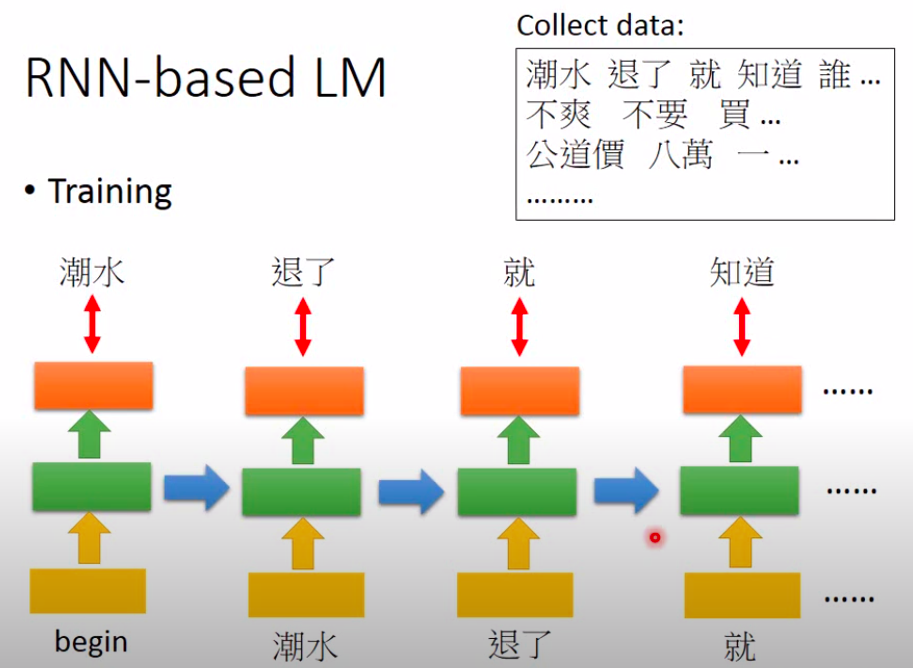 Collect data:
RNN-based LM
潮水 退了 就 知道 誰 ...
不爽 不要 買 ...
公道價 八萬 一 ...
………
• Training
潮水 退了 就 知道
……
……
……
begin 潮水 退了 就